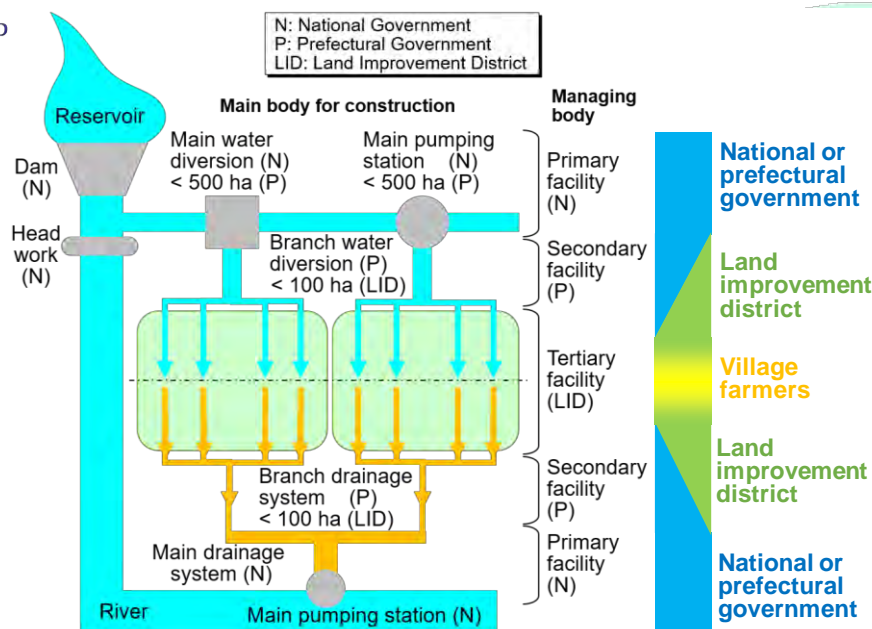 N: National Government
P: Prefectural Government
LID: Land Improvement District
Main body for construction
Managing
body
Reservoir
Dam
(N)
Head
work
(N)
Main water
diversion (N)
< 500 ha (P)
Main pumping
station (N)
< 500 ha (P)
Branch water
diversion (P)
< 100 ha (LID)
Branch drainage
system (P)
< 100 ha (LID)
Main drainage
system (N)
River
Main pumping station (N)
Primary
facility
(N)
Secondary
facility
(P)
Tertiary
facility
(LID)
Secondary
facility
(P)
Primary
facility
(N)
National or
prefectural
government
Land
improvement
district
Village
farmers
Land
improvement
district
National or
prefectural
government